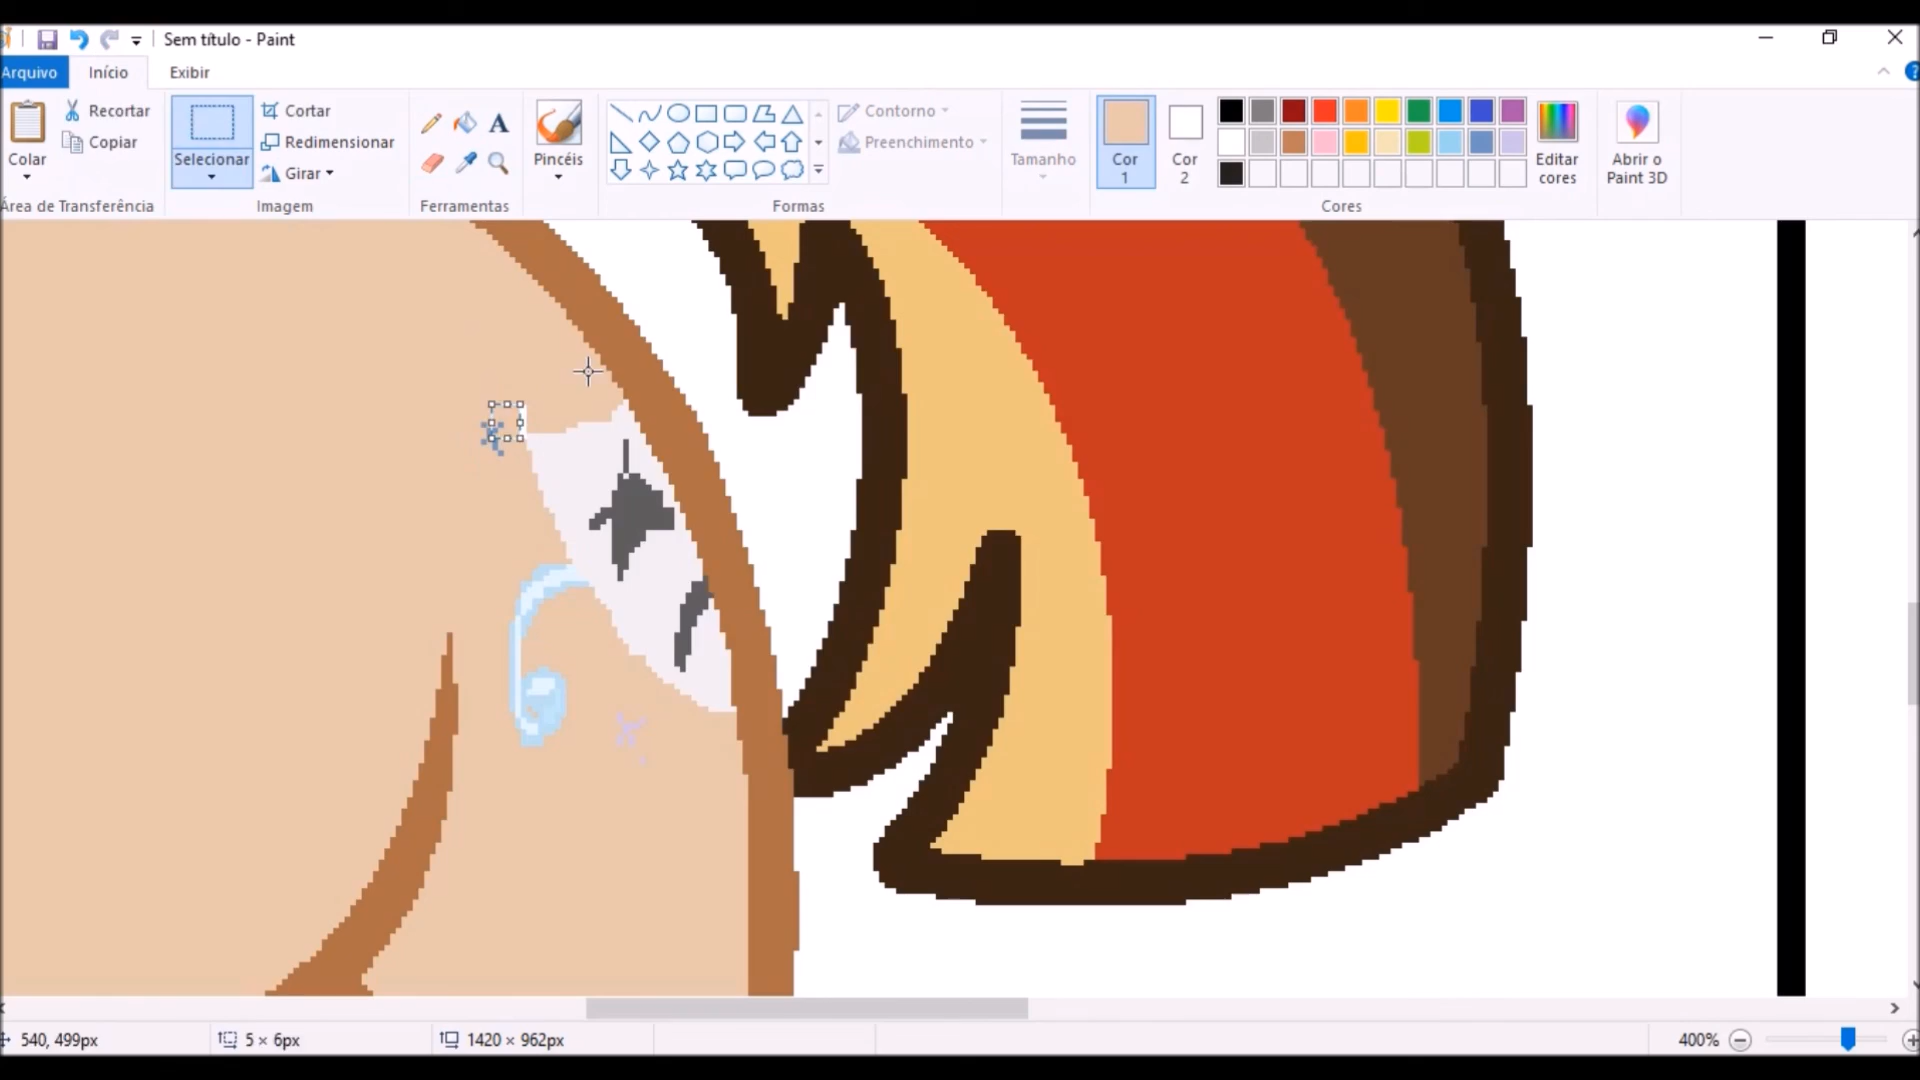 Sem título - Paint
Arquivo Início Exibir
Colar
Recortar
Copiar
Área de Transferência
Selecionar
Cortar
Redimensionar
Girar
Imagem
A
Ferramentas
Pincéis
Formas
Contorno
Preenchimento
Tamanho
Cor 1
Cor 2
Cores
Editar cores
Abrir o Paint 3D
540, 499px
5 × 6px
1420 × 962px
400%